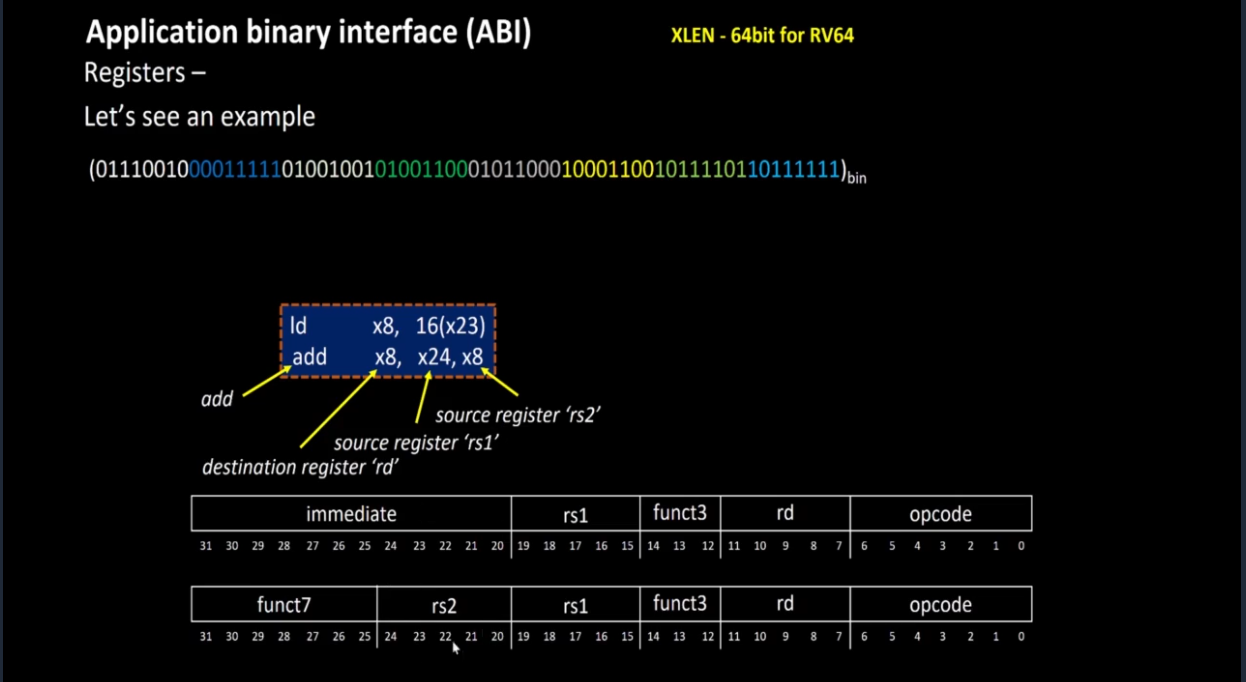 Application binary interface (ABI)
XLEN - 64bit for RV64
Registers –
Let's see an example
(0111001000011111010010010100110001011000100011001011110110111111)bin
ld x8, 16(x23)
add x8, x24, x8
add
source register 'rs2'
source register 'rs1'
destination register 'rd'
immediate rs1 funct3 rd opcode
31 30 29 28 27 26 25 24 23 22 21 20 19 18 17 16 15 14 13 12 11 10 9 8 7 6 5 4 3 2 1 0
funct7 rs2 rs1 funct3 rd opcode
31 30 29 28 27 26 25 24 23 22 21 20 19 18 17 16 15 14 13 12 11 10 9 8 7 6 5 4 3 2 1 0